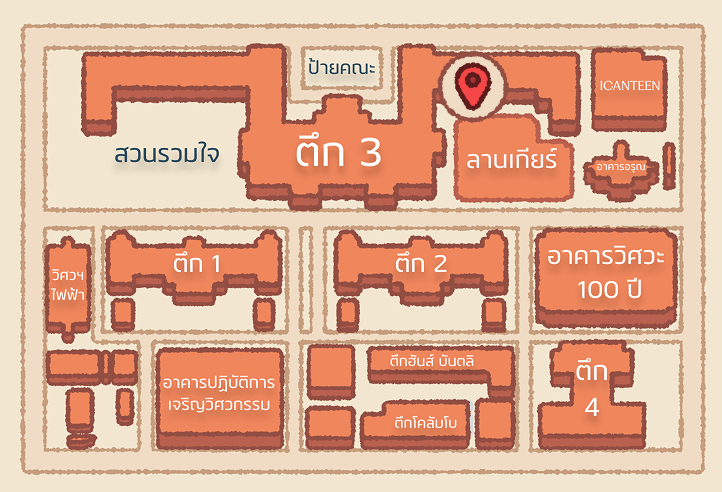 ป้ายคณะ
ICANTEEN
สวนรวมใจ
ตึก 3
ลานเกียร์
อาคารอรุณ
วิศวฯ
ไฟฟ้า
ตึก 1
ตึก 2
อาคารวิศวะ
100 ปี
อาคารปฏิบัติการ
เจริญวิศวกรรม
ตึกฮันส์ บันตลิ
ตึกโคลัมโบ
ตึก
4